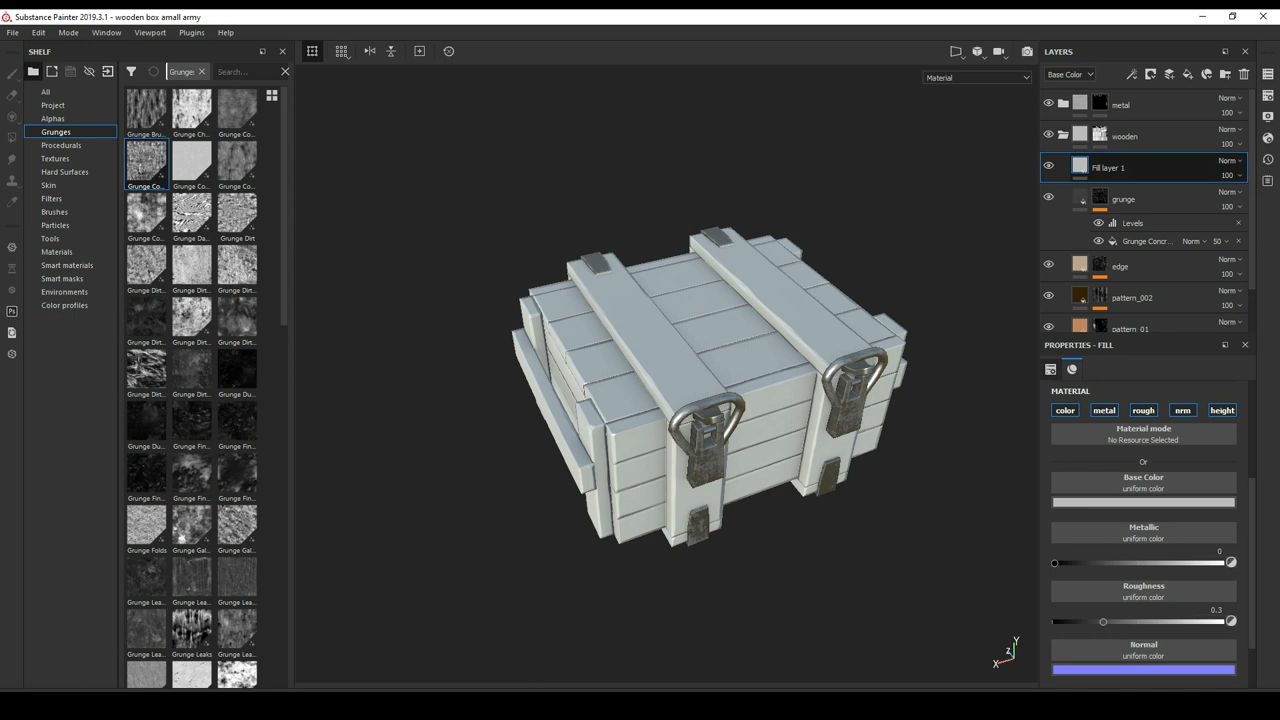 Substance Painter 2019.3.1 - wooden box amall army
File Edit Mode Window Viewport Plugins Help
SHELF
Grunge: Search...
All
Project
Alphas
Grunges
Procedurals
Textures
Hard Surfaces
Skin
Filters
Brushes
Particles
Tools
Materials
Smart materials
Smart masks
Environments
Color profiles
Grunge Bru... Grunge Ch... Grunge Co...
Grunge Co... Grunge Co... Grunge Co...
Grunge Co... Grunge Da... Grunge Dirt
Grunge Dirt... Grunge Dirt... Grunge Dirt...
Grunge Dirt... Grunge Dirt... Grunge Dirt...
Grunge Dirt... Grunge Dirt... Grunge Du...
Grunge Du... Grunge Fin... Grunge Fin...
Grunge Fin... Grunge Fin... Grunge Fin...
Grunge Folds Grunge Gal... Grunge Gal...
Grunge Lea... Grunge Lea... Grunge Lea...
Grunge Lea... Grunge Leaks Grunge Lea...
Material
Y
Z
X
LAYERS
Base Color
metal Norm 100
wooden Norm 100
Fill layer 1 Norm 100
grunge Norm 100
Levels
Grunge Concr... Norm 50
edge Norm 100
pattern_002 Norm 100
pattern_01 Norm
PROPERTIES - FILL
MATERIAL
color metal rough nrm height
Material mode
No Resource Selected
Or
Base Color
uniform color
Metallic
uniform color
0
Roughness
uniform color
0.3
Normal
uniform color